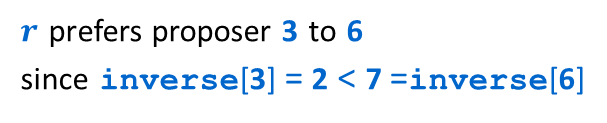 r prefers proposer 3 to 6
since inverse[3] = 2 < 7 =inverse[6]